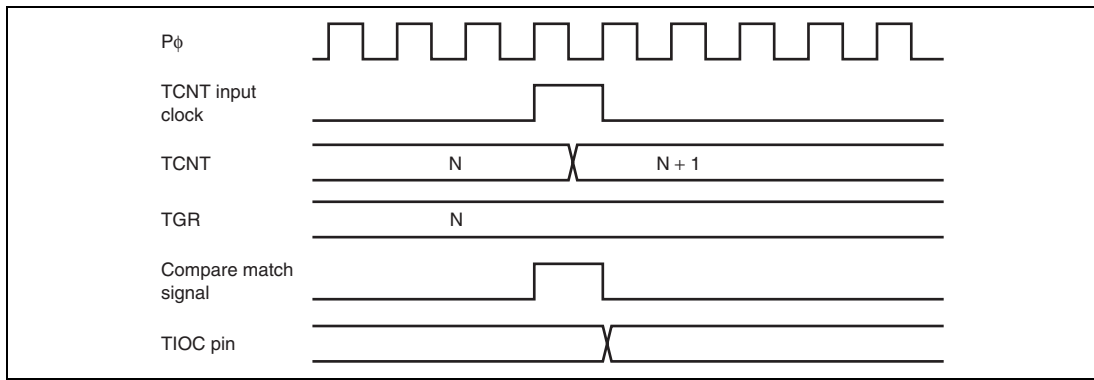 Pϕ
TCNT input
clock
TCNT
N
N + 1
TGR
N
Compare match
signal
TIOC pin